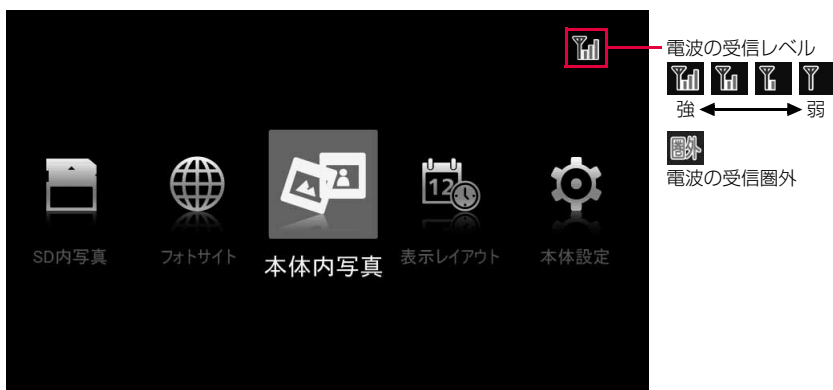 電波の受信レベル
強 弱
圏外
電波の受信圏外
12
SD内写真 フォトサイト 本体内写真 表示レイアウト 本体設定